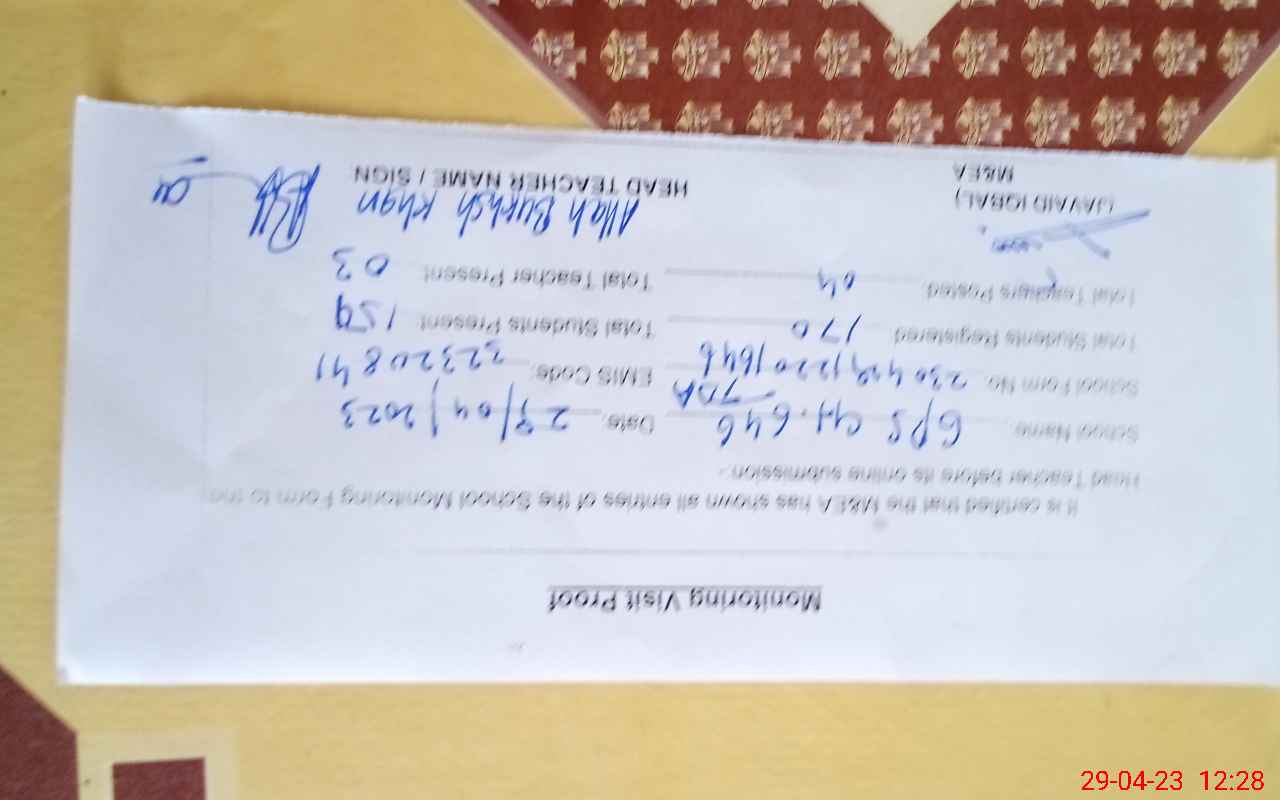 Monitoring Visit Proof
It is certified that the M&EA has shown all entries of the School Monitoring Form to the
Head Teacher before its online submission:-
School Name: GPS CH.646 TDA Date: 29/04/2023
School Form No. 23042912201646 EMIS Code: 32320841
Total Students Registered 170 Total Students Present 159
Total Teachers Posted 04 Total Teacher Present 03
Allah Bukhsh Khan
(JAVAID IQBAL) HEAD TEACHER NAME / SIGN
M&EA
29-04-23 12:28